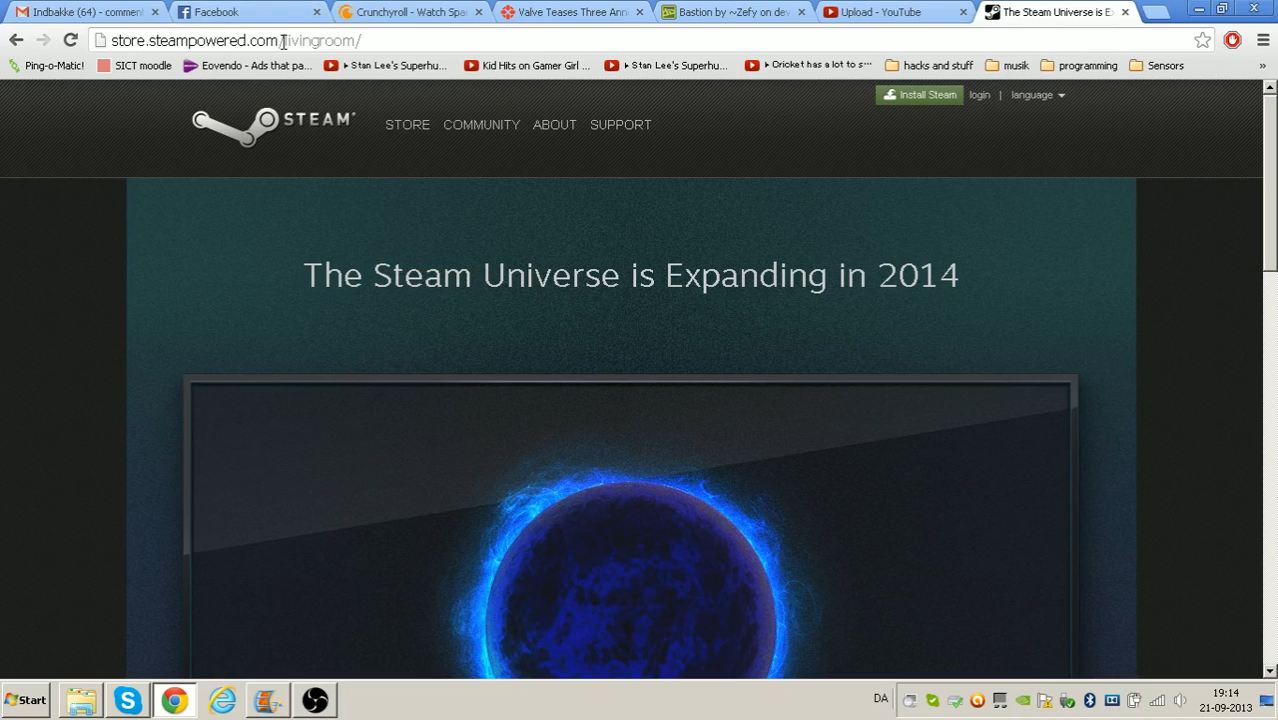 Indbakke (64) - comment
Facebook
Crunchyroll - Watch Spa
Valve Teases Three Ann
Bastion by ~Zefy on dev
Upload - YouTube
The Steam Universe is Ex
store.steampowered.com/livingroom/
Ping-o-Matic!
SICT moodle
Eovendo - Ads that pa...
Stan Lee's Superhu...
Kid Hits on Gamer Girl ...
Stan Lee's Superhu...
Cricket has a lot to s...
hacks and stuff
musik
programming
Sensors
»
Install Steam
login | language
STEAM
STORE COMMUNITY ABOUT SUPPORT
The Steam Universe is Expanding in 2014
Start
DA
19:14
21-09-2013